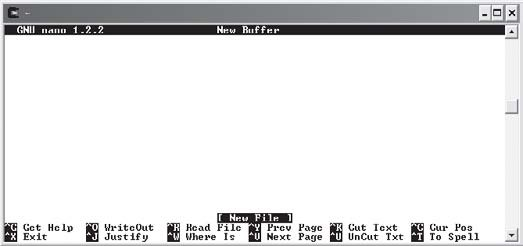 GNU nano 1.2.2 New Buffer
[ New File ]
^G Get Help ^O WriteOut ^R Read File ^Y Prev Page ^K Cut Text ^C Cur Pos
^X Exit ^J Justify ^W Where Is ^V Next Page ^U UnCut Txt ^T To Spell